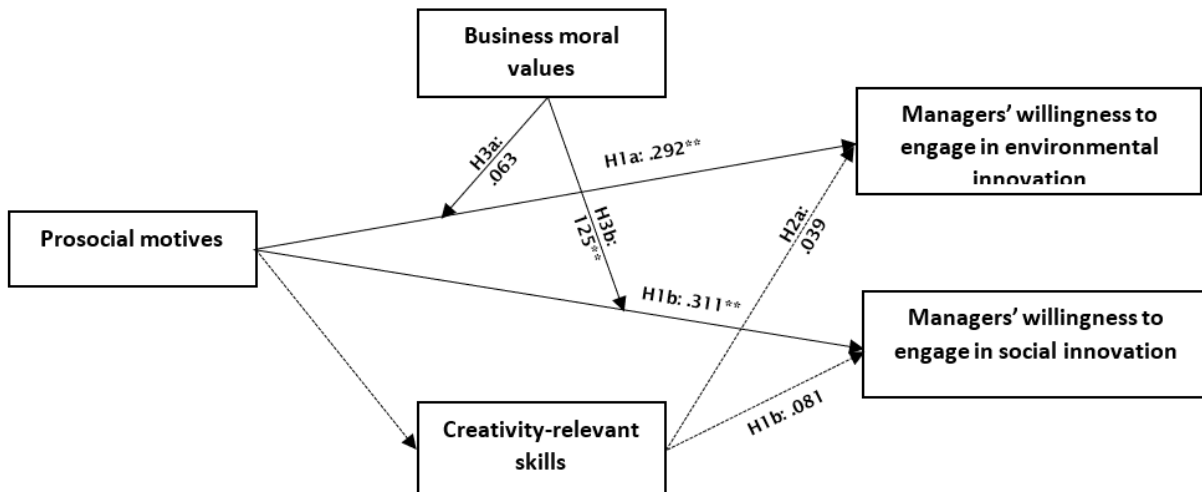 Business moral
values
Managers’ willingness to
engage in environmental
innovation
H3a:
.063
H1a: .292**
H3b:
125**
H2a:
.039
Prosocial motives
H1b: .311**
Managers’ willingness to
engage in social innovation
H1b: .081
Creativity-relevant
skills